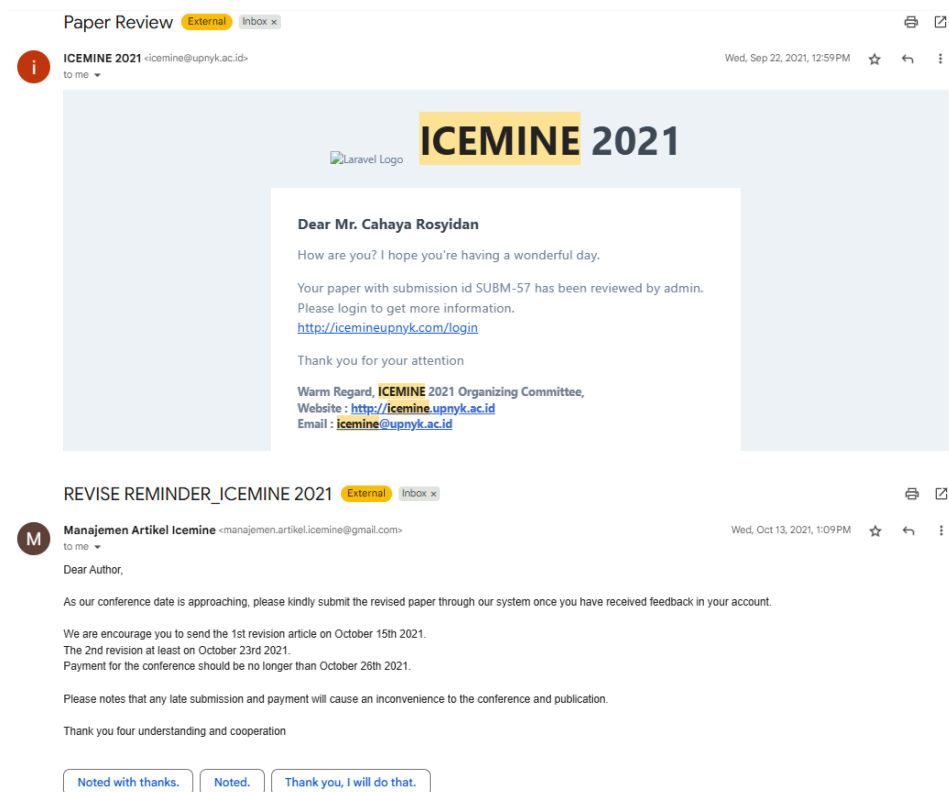 Paper Review External Inbox ×
ICEMINE 2021 <icemine@upnyk.ac.id> Wed, Sep 22, 2021, 12:59 PM
i
to me
ICEMINE 2021
Laravel Logo
Dear Mr. Cahaya Rosyidan
How are you? I hope you're having a wonderful day.
Your paper with submission id SUBM-57 has been reviewed by admin.
Please login to get more information.
http://icemineupnyk.com/login
Thank you for your attention
Warm Regard, ICEMINE 2021 Organizing Committee,
Website : http://icemine.upnyk.ac.id
Email : icemine@upnyk.ac.id
REVISE REMINDER_ICEMINE 2021 External Inbox ×
Manajemen Artikel Icemine <manajemen.artikel.icemine@gmail.com> Wed, Oct 13, 2021, 1:09 PM
M
to me
Dear Author,
As our conference date is approaching, please kindly submit the revised paper through our system once you have received feedback in your account.
We are encourage you to send the 1st revision article on October 15th 2021.
The 2nd revision at least on October 23rd 2021.
Payment for the conference should be no longer than October 26th 2021.
Please notes that any late submission and payment will cause an inconvenience to the conference and publication.
Thank you four understanding and cooperation
Noted with thanks. Noted. Thank you, I will do that.